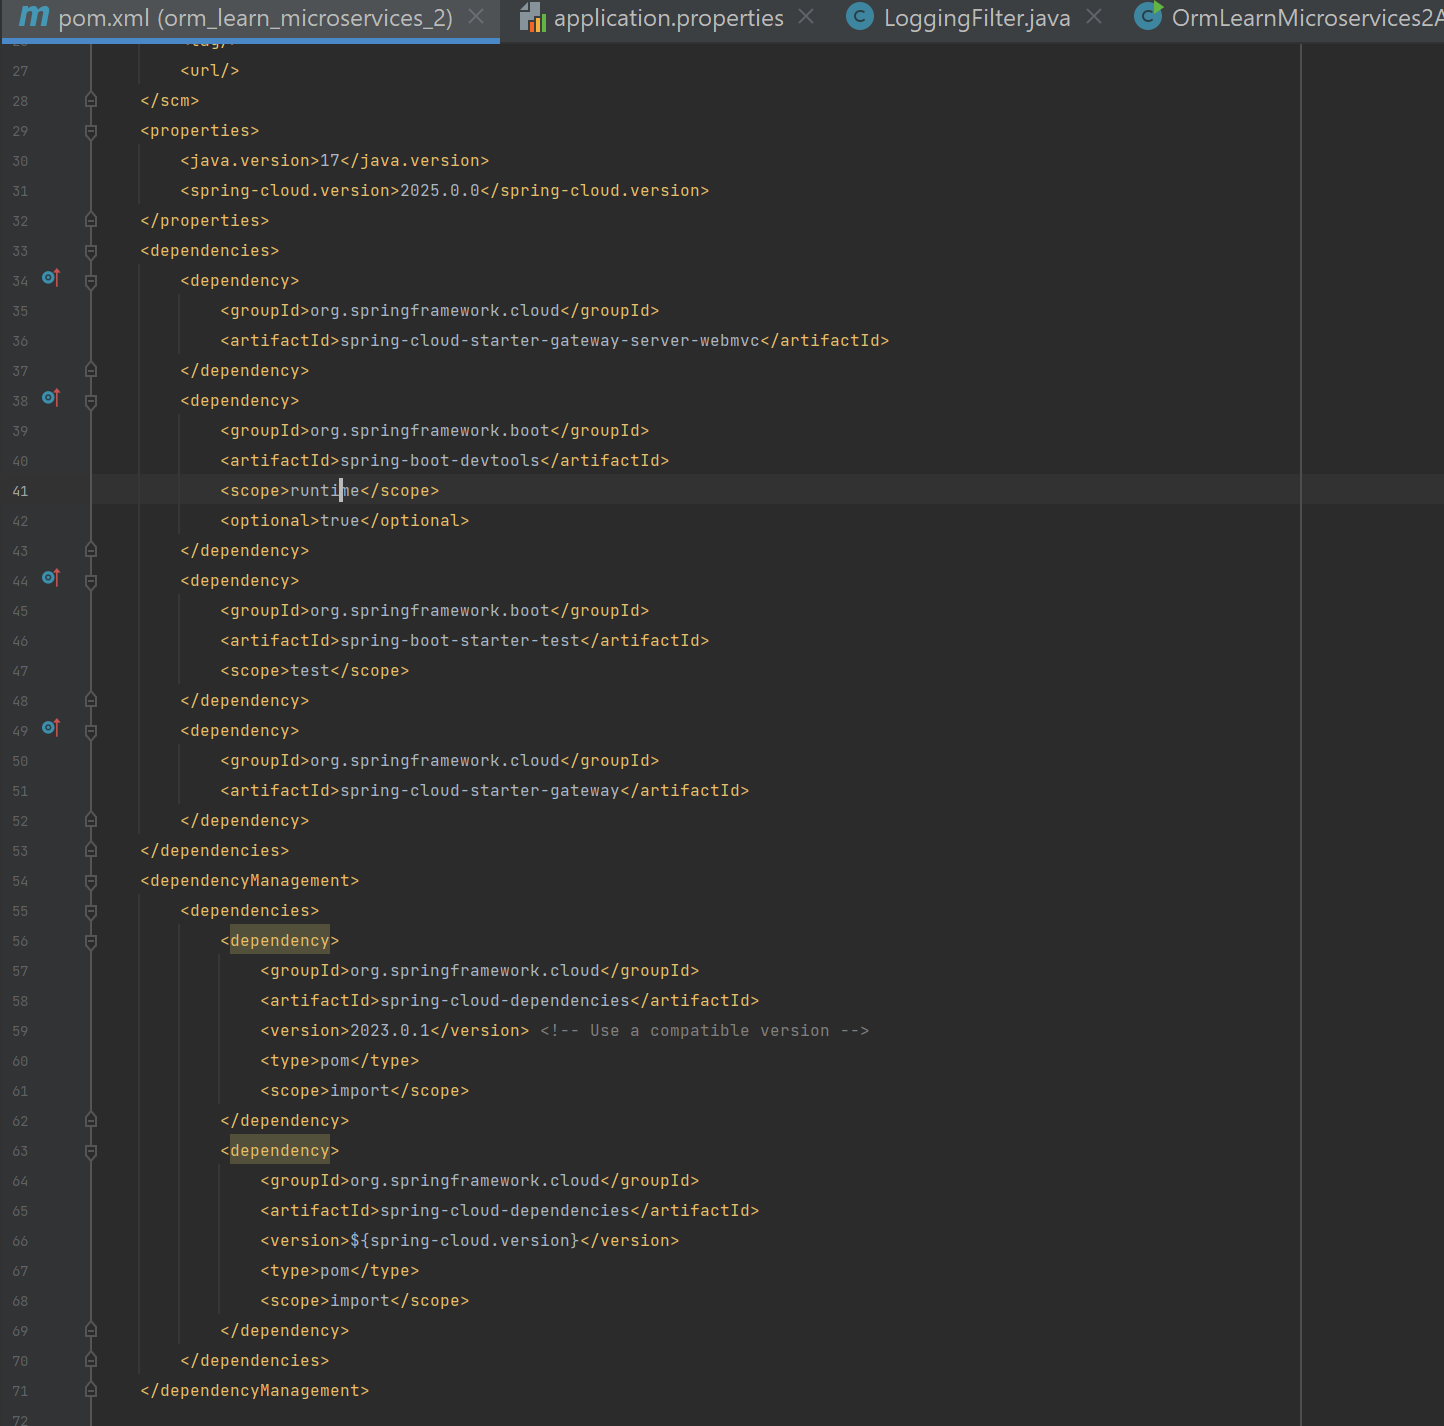 pom.xml (orm_learn_microservices_2)
application.properties
LoggingFilter.java
OrmLearnMicroservices2A
27 <url/>
28 </scm>
29 <properties>
30 <java.version>17</java.version>
31 <spring-cloud.version>2025.0.0</spring-cloud.version>
32 </properties>
33 <dependencies>
34 <dependency>
35 <groupId>org.springframework.cloud</groupId>
36 <artifactId>spring-cloud-starter-gateway-server-webmvc</artifactId>
37 </dependency>
38 <dependency>
39 <groupId>org.springframework.boot</groupId>
40 <artifactId>spring-boot-devtools</artifactId>
41 <scope>runtime</scope>
42 <optional>true</optional>
43 </dependency>
44 <dependency>
45 <groupId>org.springframework.boot</groupId>
46 <artifactId>spring-boot-starter-test</artifactId>
47 <scope>test</scope>
48 </dependency>
49 <dependency>
50 <groupId>org.springframework.cloud</groupId>
51 <artifactId>spring-cloud-starter-gateway</artifactId>
52 </dependency>
53 </dependencies>
54 <dependencyManagement>
55 <dependencies>
56 <dependency>
57 <groupId>org.springframework.cloud</groupId>
58 <artifactId>spring-cloud-dependencies</artifactId>
59 <version>2023.0.1</version> <!-- Use a compatible version -->
60 <type>pom</type>
61 <scope>import</scope>
62 </dependency>
63 <dependency>
64 <groupId>org.springframework.cloud</groupId>
65 <artifactId>spring-cloud-dependencies</artifactId>
66 <version>${spring-cloud.version}</version>
67 <type>pom</type>
68 <scope>import</scope>
69 </dependency>
70 </dependencies>
71 </dependencyManagement>
72